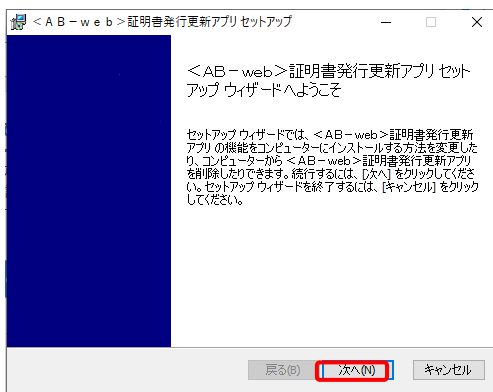 ＜ＡＢ－ｗｅｂ＞証明書発行更新アプリ セットアップ
＜ＡＢ－ｗｅｂ＞証明書発行更新アプリ セット
アップ ウィザードへようこそ
セットアップ ウィザードでは、＜ＡＢ－ｗｅｂ＞証明書発行更新
アプリ の機能をコンピューターにインストールする方法を変更した
り、コンピューターから ＜ＡＢ－ｗｅｂ＞証明書発行更新アプリ
を削除したりできます。続行するには、[次へ] をクリックしてくださ
い。セットアップ ウィザードを終了するには、[キャンセル] をクリック
してください。
戻る(B) 次へ(N) キャンセル